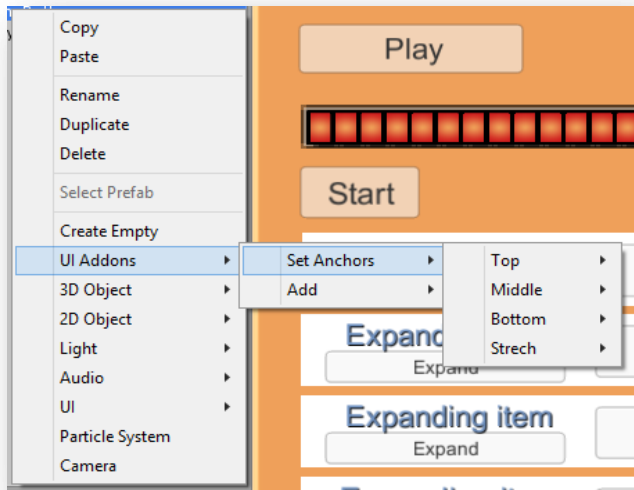 Copy
Paste
Rename
Duplicate
Delete
Select Prefab
Create Empty
UI Addons
3D Object
2D Object
Light
Audio
UI
Particle System
Camera
Set Anchors
Add
Top
Middle
Bottom
Strech
Play
Start
Expand
Expanding item
Expand